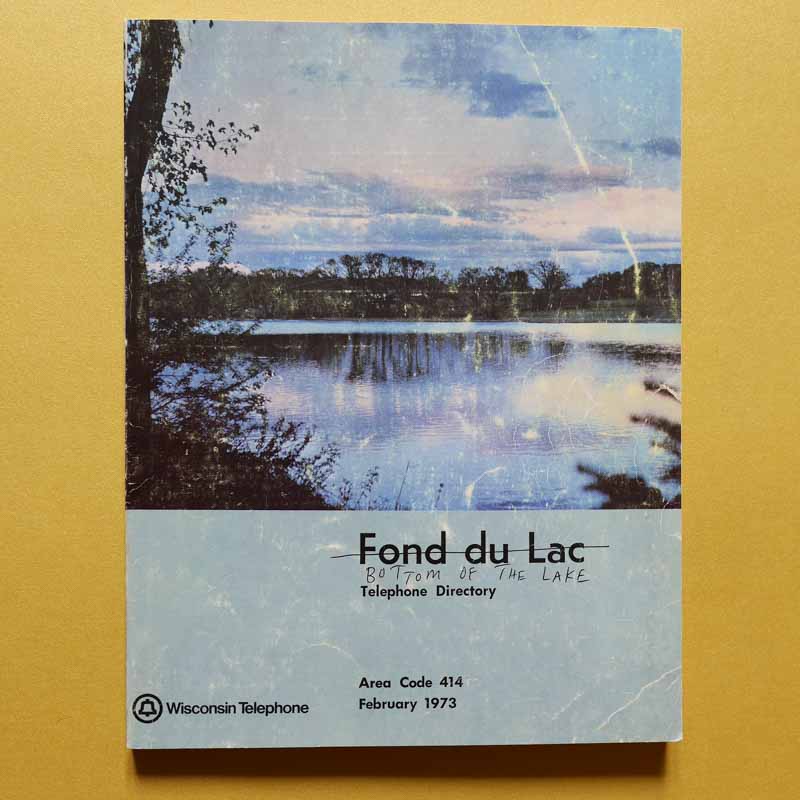 Fond du Lac
BOTTOM OF THE LAKE
Telephone Directory
Area Code 414
February 1973
Wisconsin Telephone